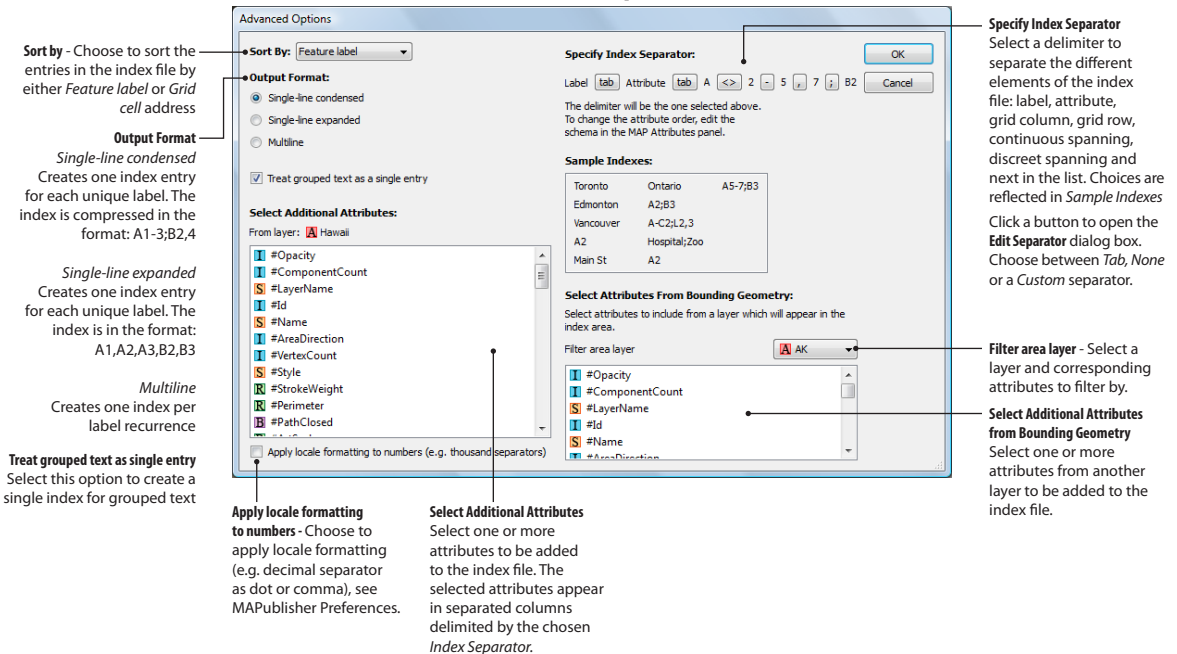 Sort by - Choose to sort the
entries in the index file by
either Feature label or Grid
cell address
Output Format
Single-line condensed
Creates one index entry
for each unique label. The
index is compressed in the
format: A1-3;B2,4
Single-line expanded
Creates one index entry
for each unique label. The
index is in the format:
A1,A2,A3,B2,B3
Multiline
Creates one index per
label recurrence
Treat grouped text as single entry
Select this option to create a
single index for grouped text
Advanced Options
Sort By: Feature label
Output Format:
Single-line condensed
Single-line expanded
Multiline
Treat grouped text as a single entry
Select Additional Attributes:
From layer: A Hawaii
I #Opacity
I #ComponentCount
S #LayerName
I #Id
S #Name
I #AreaDirection
I #VertexCount
S #Style
R #StrokeWeight
R #Perimeter
B #PathClosed
Apply locale formatting to numbers (e.g. thousand separators)
Specify Index Separator:
Label tab Attribute tab A <> 2 - 5 , 7 ; B2
The delimiter will be the one selected above.
To change the attribute order, edit the
schema in the MAP Attributes panel.
Sample Indexes:
Toronto Ontario A5-7;B3
Edmonton A2;B3
Vancouver A-C2;L2,3
A2 Hospital;Zoo
Main St A2
Select Attributes From Bounding Geometry:
Select attributes to include from a layer which will appear in the
index area.
Filter area layer A AK
I #Opacity
I #ComponentCount
S #LayerName
I #Id
S #Name
I #AreaDirection
OK
Cancel
Specify Index Separator
Select a delimiter to
separate the different
elements of the index
file: label, attribute,
grid column, grid row,
continuous spanning,
discreet spanning and
next in the list. Choices are
reflected in Sample Indexes
Click a button to open the
Edit Separator dialog box.
Choose between Tab, None
or a Custom separator.
Filter area layer - Select a
layer and corresponding
attributes to filter by.
Select Additional Attributes
from Bounding Geometry
Select one or more
attributes from another
layer to be added to the
index file.
Apply locale formatting
to numbers - Choose to
apply locale formatting
(e.g. decimal separator
as dot or comma), see
MAPublisher Preferences.
Select Additional Attributes
Select one or more
attributes to be added
to the index file. The
selected attributes appear
in separated columns
delimited by the chosen
Index Separator.